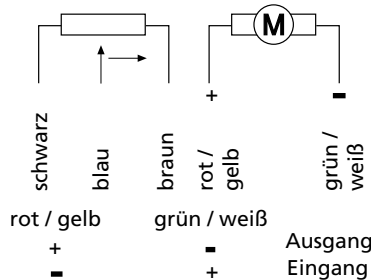 M
+ -
schwarz
blau
braun
rot /
gelb
grün /
weiß
rot / gelb grün / weiß
+ - Ausgang
- + Eingang